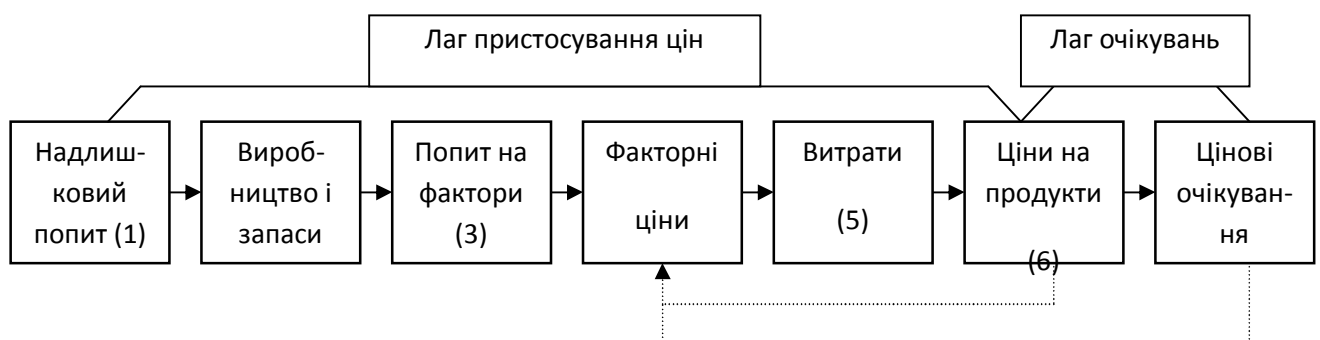 Лаг пристосування цін
Лаг очікувань
Надлиш-
ковий
попит (1)
Вироб-
ництво і
запаси
Попит на
фактори
(3)
Факторні
ціни
Витрати
(5)
Ціни на
продукти
(6)
Цінові
очікуван-
ня